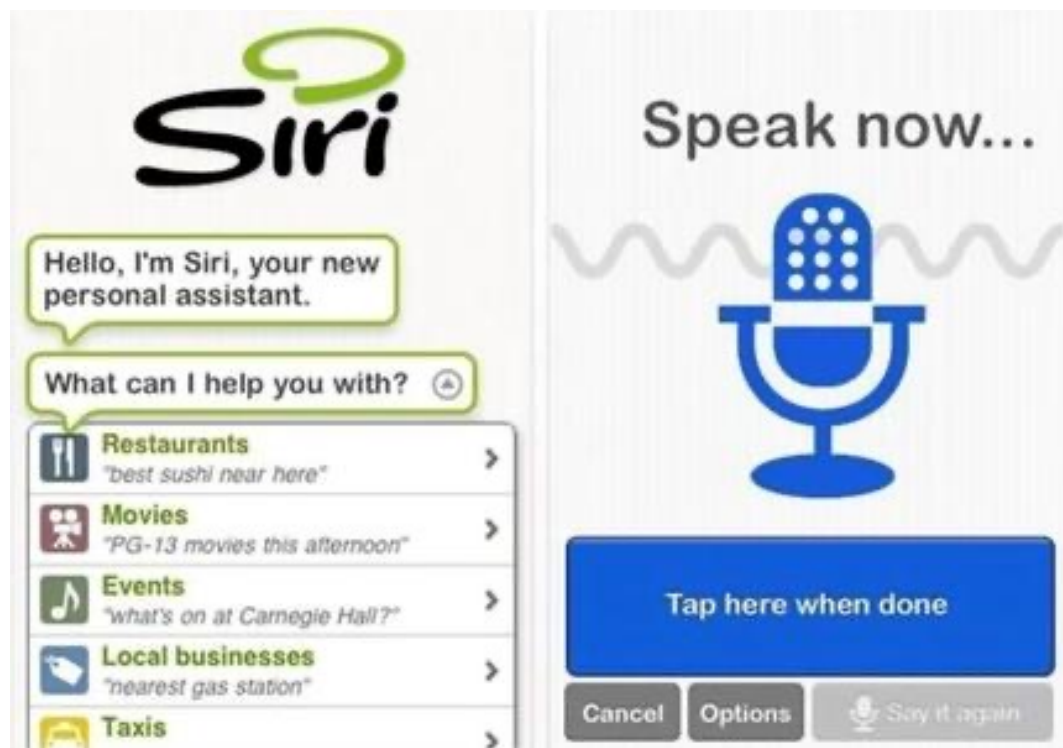 Siri
Hello, I'm Siri, your new
personal assistant.
What can I help you with?
Restaurants
"best sushi near here"
Movies
"PG-13 movies this afternoon"
Events
"what's on at Carnegie Hall?"
Local businesses
"nearest gas station"
Taxis
Speak now...
Tap here when done
Cancel
Options
Say it again